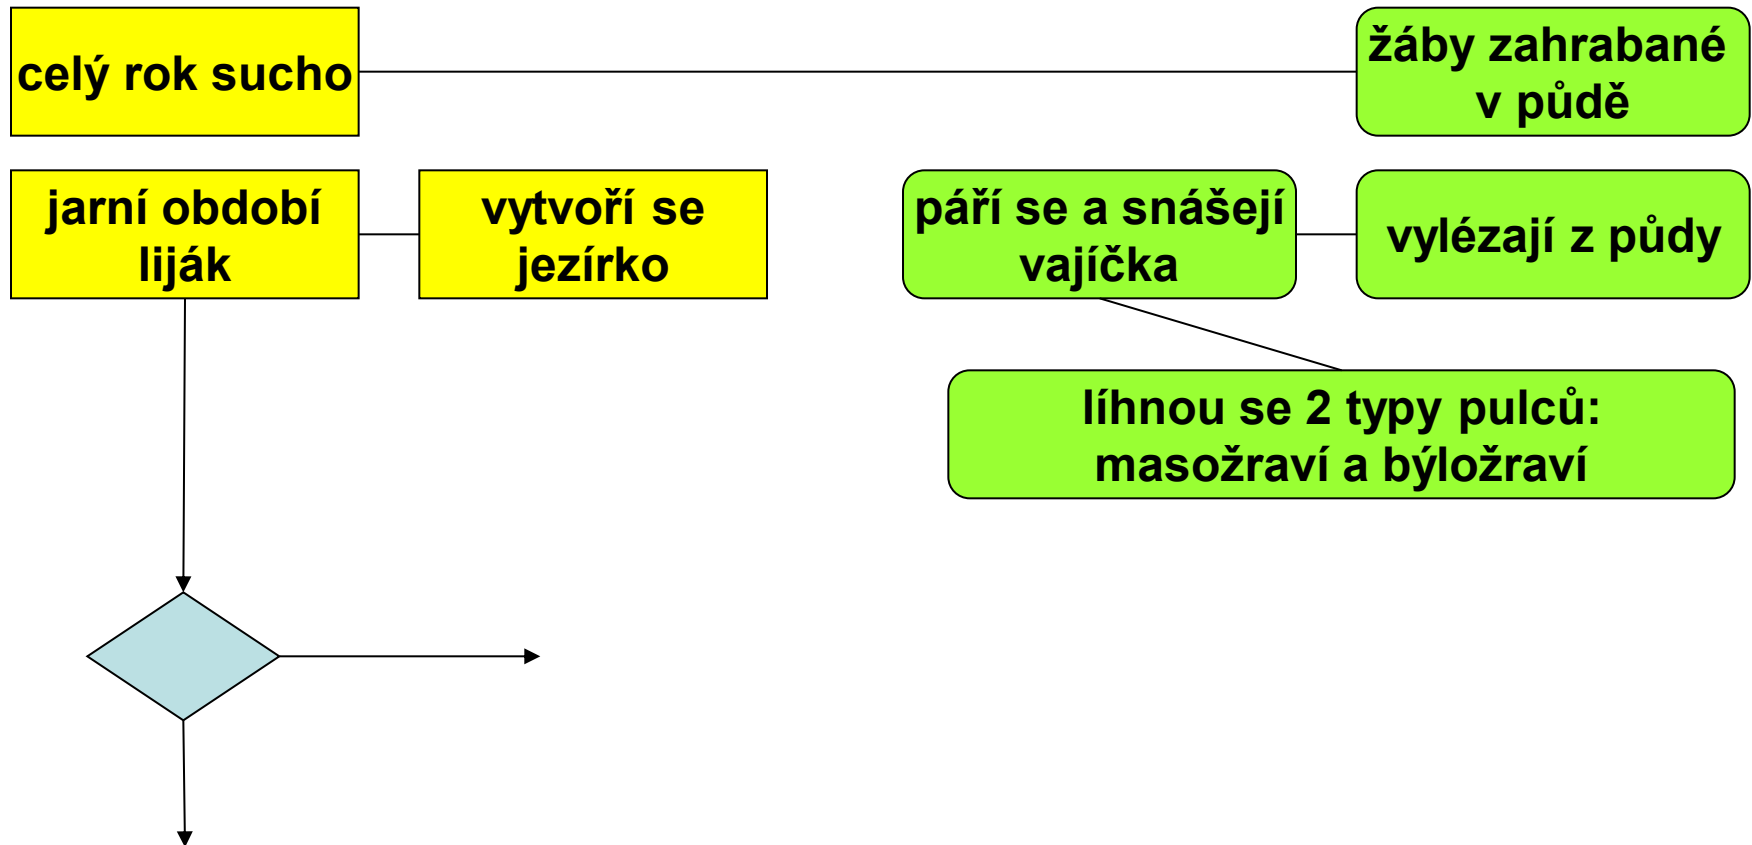 celý rok sucho
žáby zahrabané
v půdě
jarní období
liják
vytvoří se
jezírko
páří se a snášejí
vajíčka
vylézají z půdy
líhnou se 2 typy pulců:
masožraví a býložraví